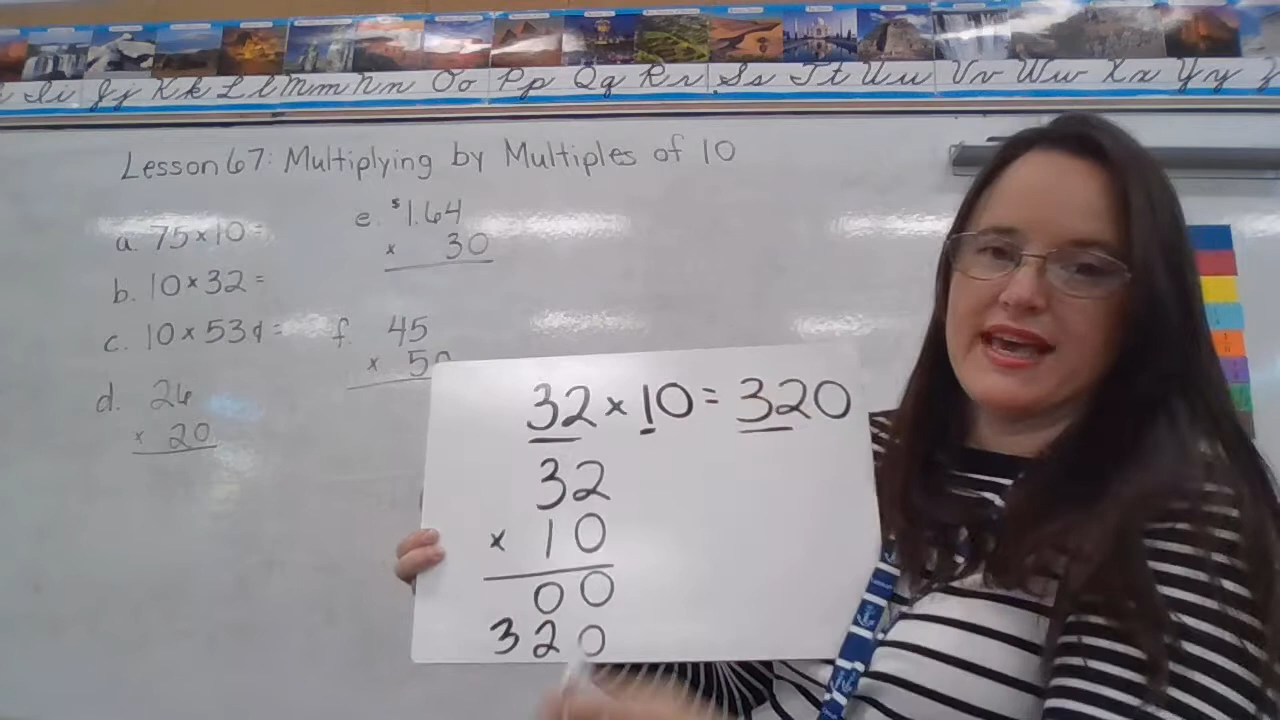 Ii Jj Kk Ll Mm Nn Oo Pp Qq Rr Ss Tt Uu Vv Ww Xx Yy
Lesson 67: Multiplying by Multiples of 10
a. 75 × 10 =
b. 10 × 32 =
c. 10 × 53¢ =
d. 26
× 20
e. $1.64
× 30
f. 45
× 50
32 × 10 = 320
32
× 10
00
320